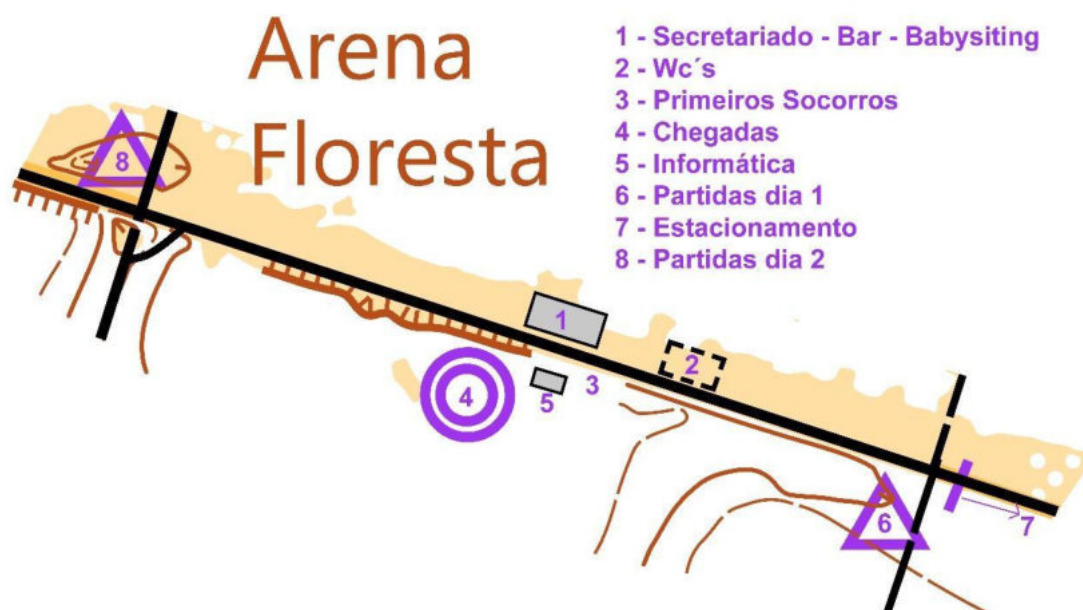 Arena
Floresta
1 - Secretariado - Bar - Babysiting
2 - Wc´s
3 - Primeiros Socorros
4 - Chegadas
5 - Informática
6 - Partidas dia 1
7 - Estacionamento
8 - Partidas dia 2
8
1
2
3
4
5
6
7